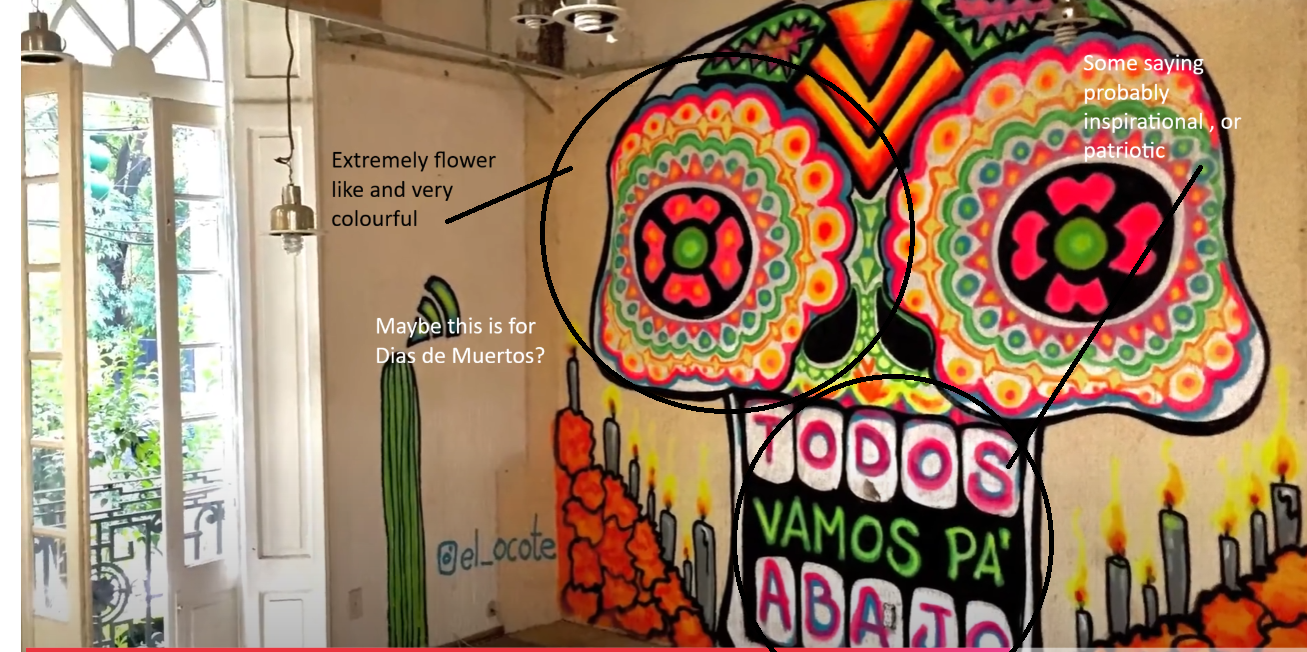 Some saying
probably
inspirational , or
patriotic
Extremely flower
like and very
colourful
Maybe this is for
Dias de Muertos?
TODOS
VAMOS PA'
ABAJO
@el_ocote